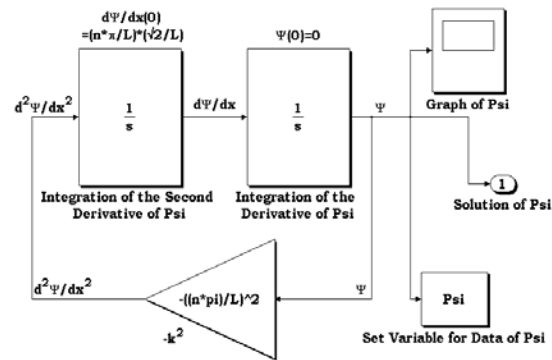 dΨ/dx(0)
=(n*π/L)*(√2/L)
Ψ(0)=0
d²Ψ/dx²
1
s
dΨ/dx
1
s
Ψ
Graph of Psi
Integration of the Second
Derivative of Psi
Integration of the
Derivative of Psi
1
Solution of Psi
d²Ψ/dx²
-((n*pi)/L)^2
-k²
Ψ
Psi
Set Variable for Data of Psi